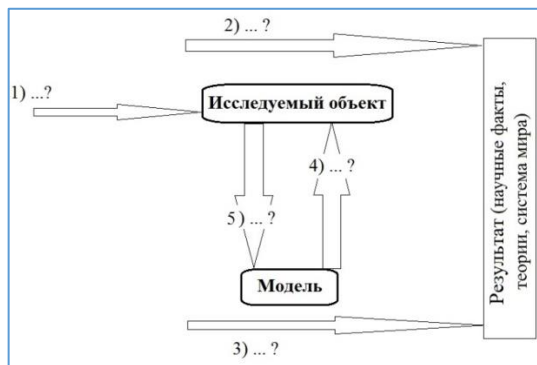 2) ... ?
1) ...?
Исследуемый объект
4) ... ?
5) ... ?
Модель
3) ... ?
Результат (научные факты,
теории, система мира)